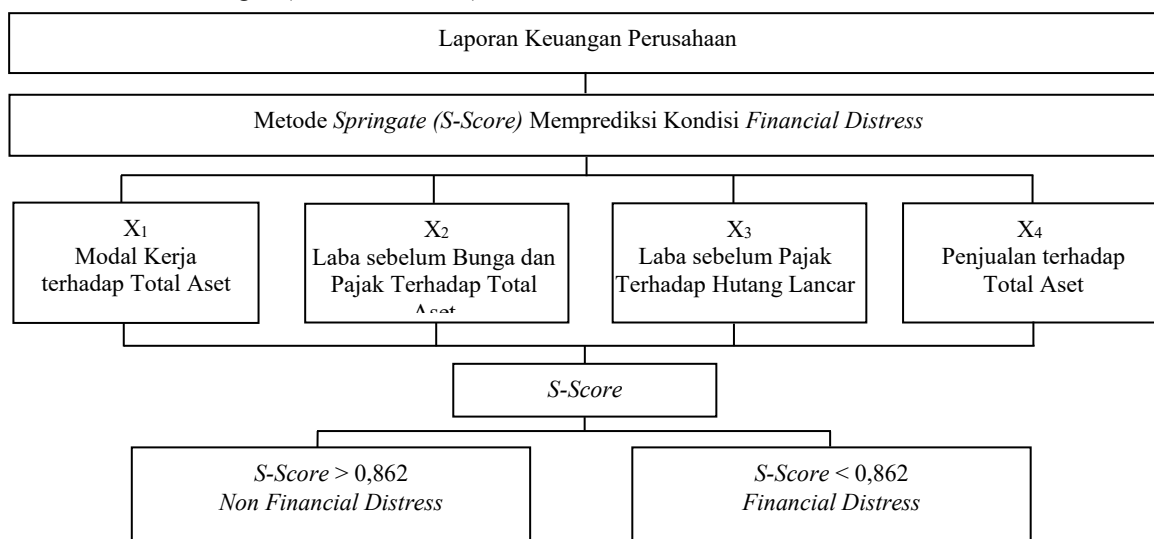 Laporan Keuangan Perusahaan
Metode Springate (S-Score) Memprediksi Kondisi Financial Distress
X1
Modal Kerja
terhadap Total Aset
X2
Laba sebelum Bunga dan
Pajak Terhadap Total
Aset
X3
Laba sebelum Pajak
Terhadap Hutang Lancar
X4
Penjualan terhadap
Total Aset
S-Score
S-Score > 0,862
Non Financial Distress
S-Score < 0,862
Financial Distress